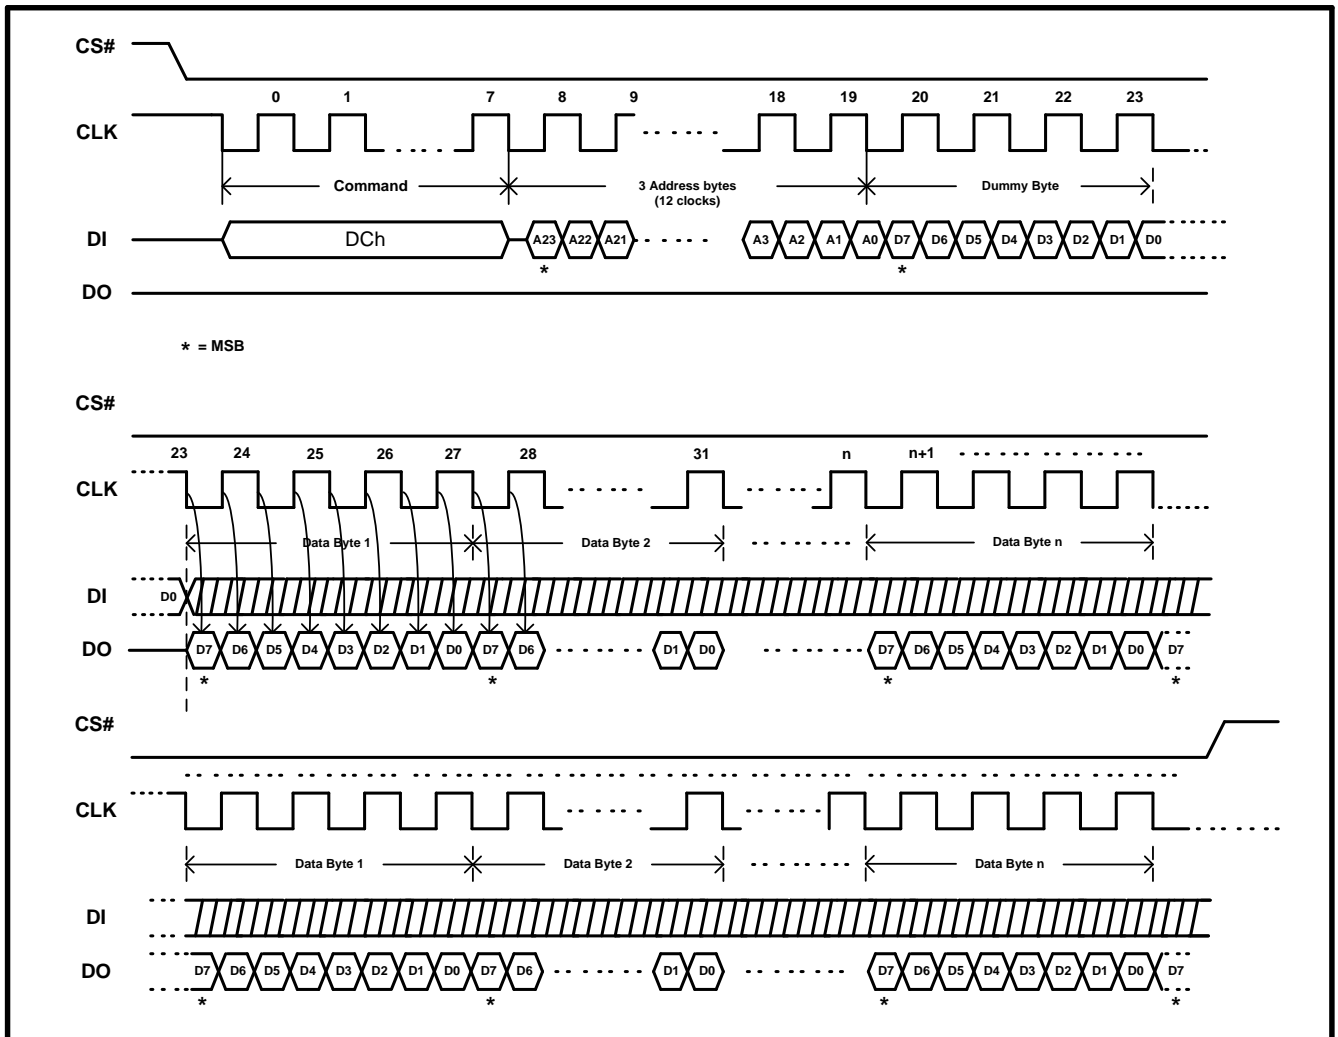 CS#
0 1 7 8 9 18 19 20 21 22 23
CLK
Command 3 Address bytes (12 clocks) Dummy Byte
DI DCh A23 A22 A21 A3 A2 A1 A0 D7 D6 D5 D4 D3 D2 D1 D0
* *
DO
* = MSB
CS#
23 24 25 26 27 28 31 n n+1
CLK
Data Byte 1 Data Byte 2 Data Byte n
DI D0
DO D7 D6 D5 D4 D3 D2 D1 D0 D7 D6 D1 D0 D7 D6 D5 D4 D3 D2 D1 D0 D7
* * * *
CS#
CLK
Data Byte 1 Data Byte 2 Data Byte n
DI
DO D7 D6 D5 D4 D3 D2 D1 D0 D7 D6 D1 D0 D7 D6 D5 D4 D3 D2 D1 D0 D7
* * * *